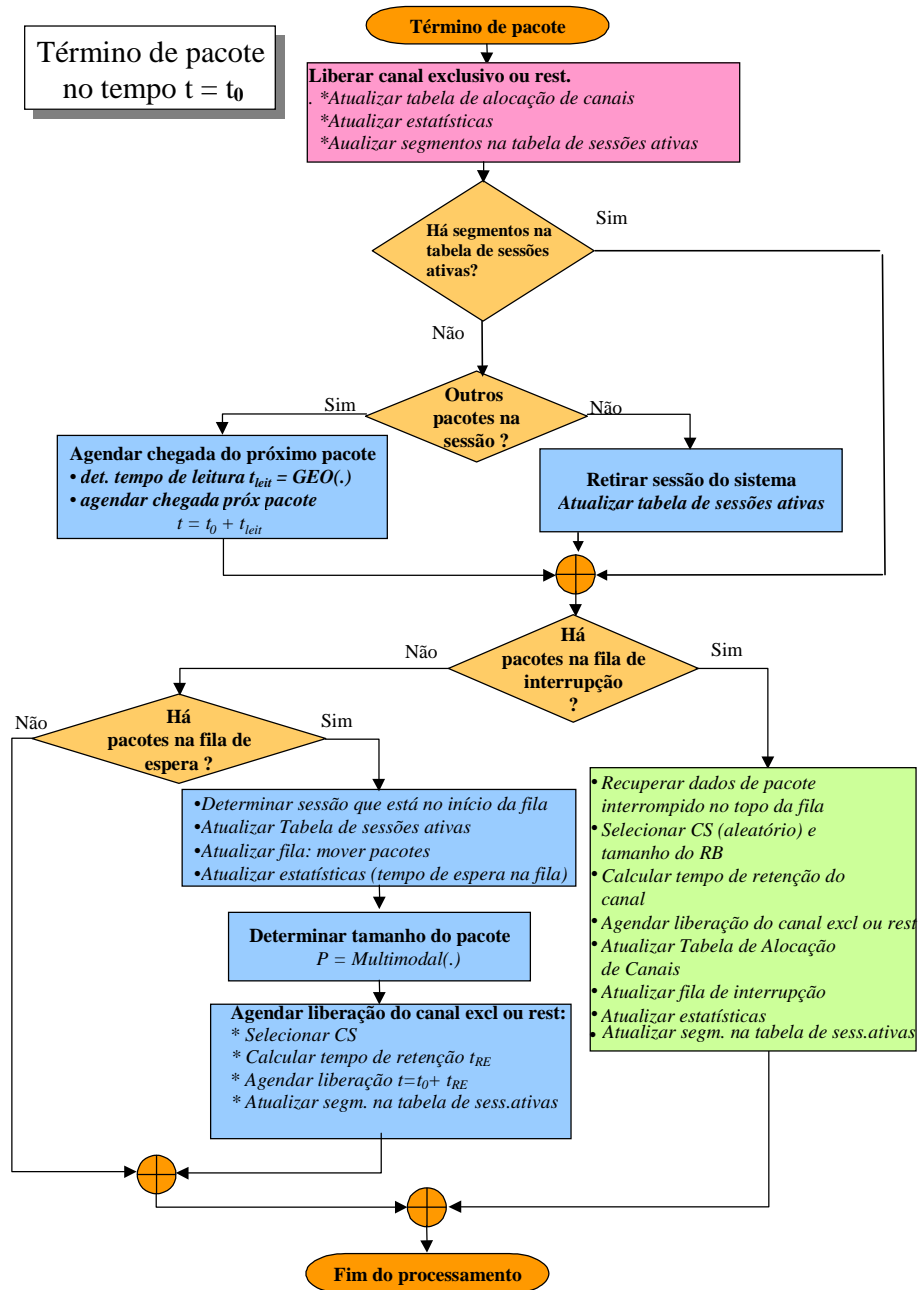 Término de pacote
no tempo t = t0
Término de pacote
Liberar canal exclusivo ou rest.
. *Atualizar tabela de alocação de canais
*Atualizar estatísticas
*Aualizar segmentos na tabela de sessões ativas
Há segmentos na
tabela de sessões
ativas?
Sim
Não
Outros
pacotes na
sessão ?
Sim
Não
Agendar chegada do próximo pacote
• det. tempo de leitura tleit = GEO(.)
• agendar chegada próx pacote
t = t0 + tleit
Retirar sessão do sistema
Atualizar tabela de sessões ativas
Há
pacotes na fila de
interrupção
?
Não
Sim
Há
pacotes na fila de
espera ?
Não
Sim
•Determinar sessão que está no início da fila
•Atualizar Tabela de sessões ativas
•Atualizar fila: mover pacotes
•Atualizar estatísticas (tempo de espera na fila)
Determinar tamanho do pacote
P = Multimodal(.)
Agendar liberação do canal excl ou rest:
* Selecionar CS
* Calcular tempo de retenção tRE
* Agendar liberação t=t0+ tRE
* Atualizar segm. na tabela de sess.ativas
• Recuperar dados de pacote
interrompido no topo da fila
• Selecionar CS (aleatório) e
tamanho do RB
• Calcular tempo de retenção do
canal
• Agendar liberação do canal excl ou rest
• Atualizar Tabela de Alocação
de Canais
• Atualizar fila de interrupção
• Atualizar estatísticas
• Atualizar segm. na tabela de sess.ativas
Fim do processamento